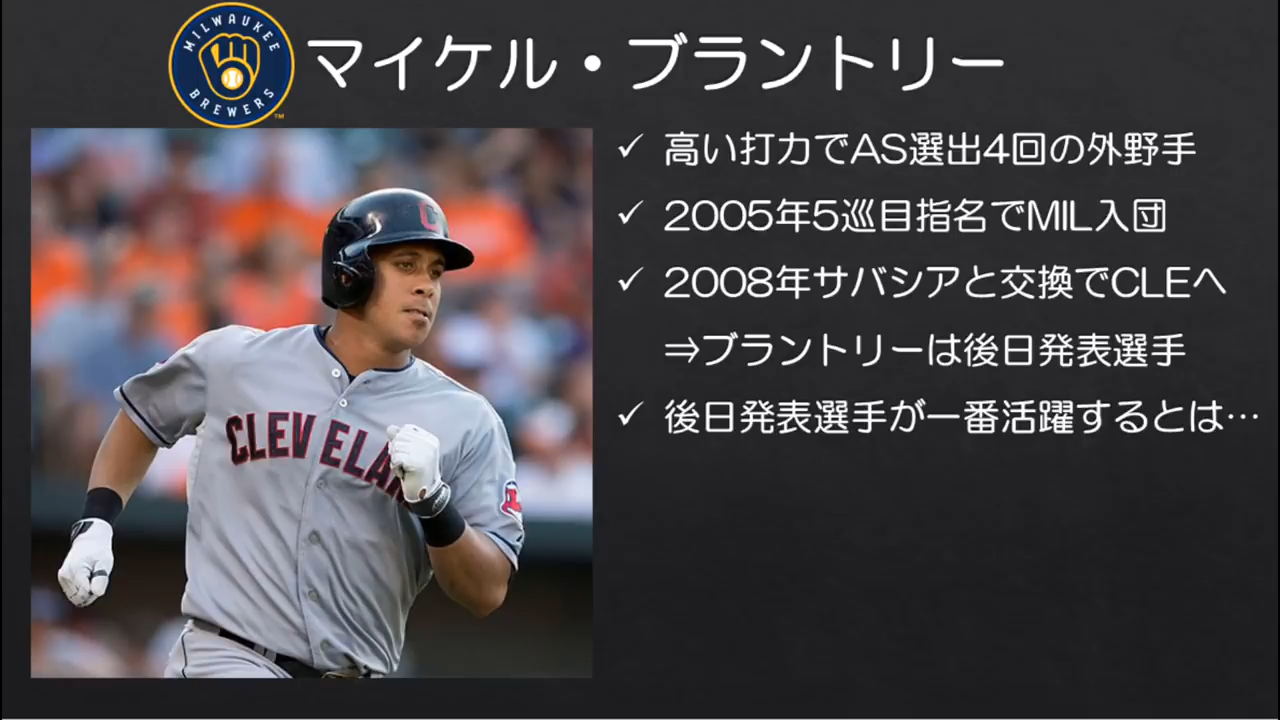 MILWAUKEE
BREWERS
TM
マイケル・ブラントリー
✓ 高い打力でAS選出4回の外野手
✓ 2005年5巡目指名でMIL入団
✓ 2008年サバシアと交換でCLEへ
⇒ブラントリーは後日発表選手
✓ 後日発表選手が一番活躍するとは…
C
CLEVELAN